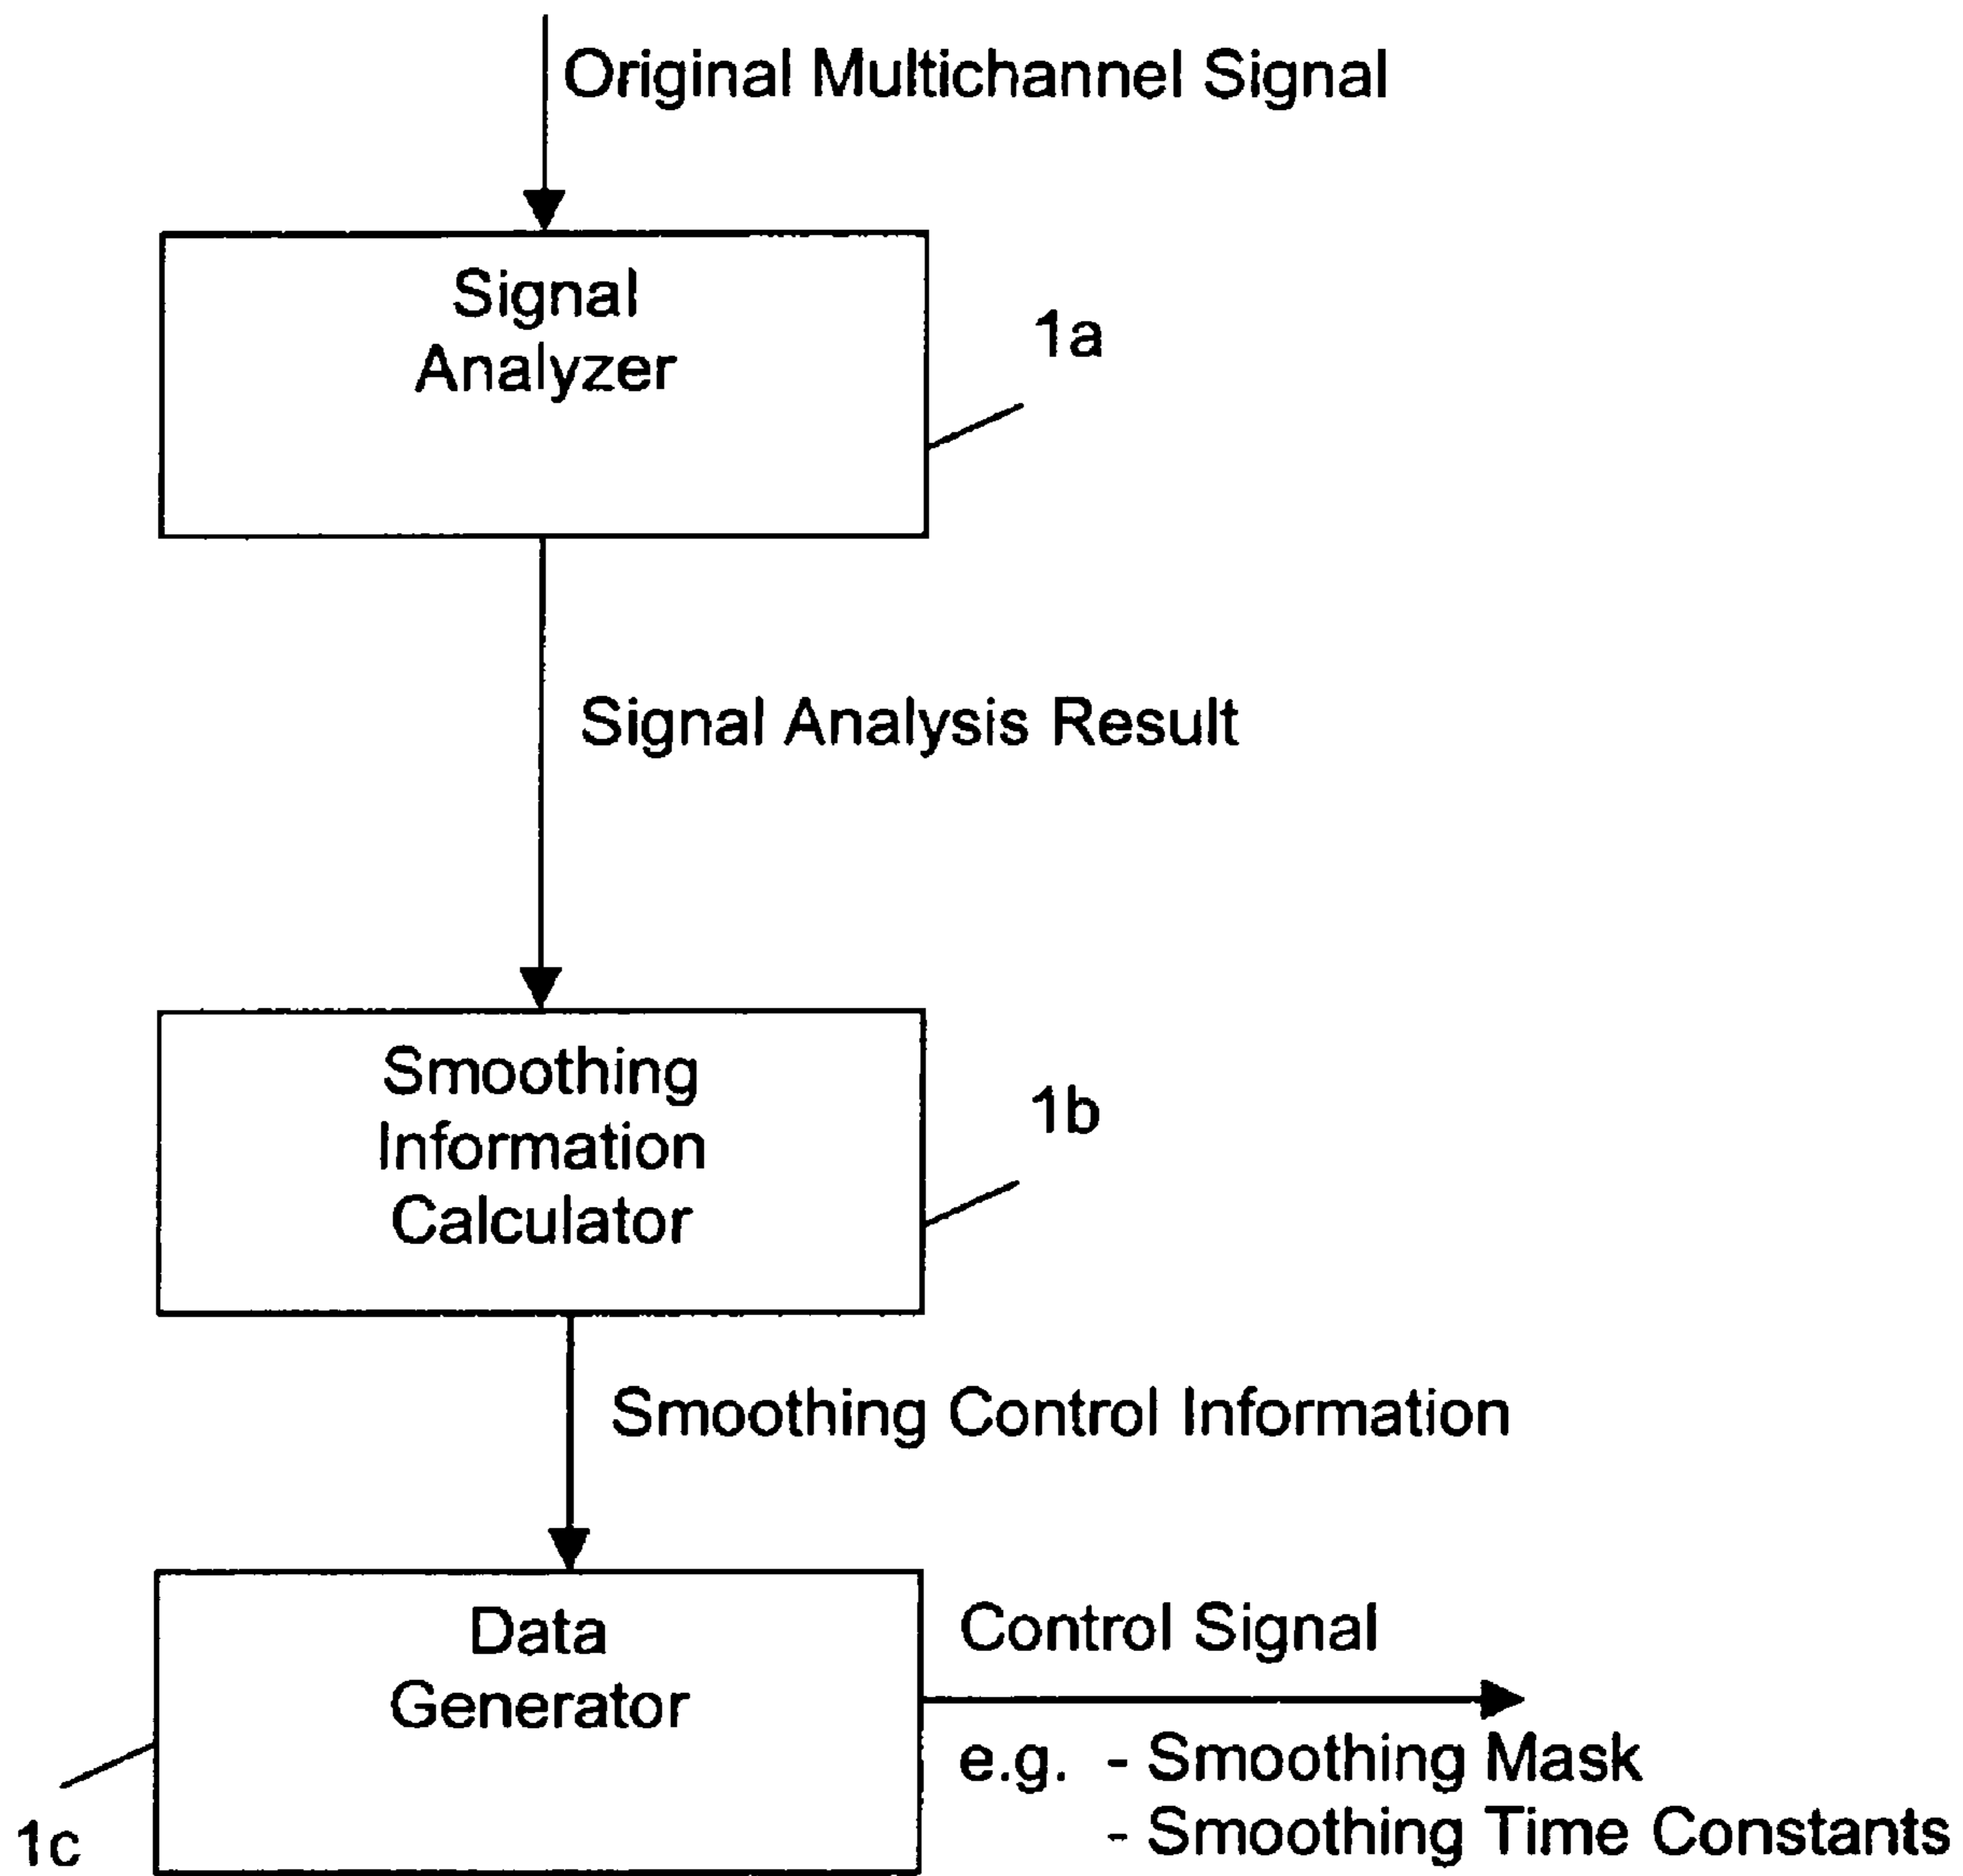 Original Multichannel Signal
Signal
Analyzer
1a
Signal Analysis Result
Smoothing
Information
Calculator
1b
Smoothing Control Information
Data
Generator
1c
Control Signal
e.g. - Smoothing Mask
- Smoothing Time Constants